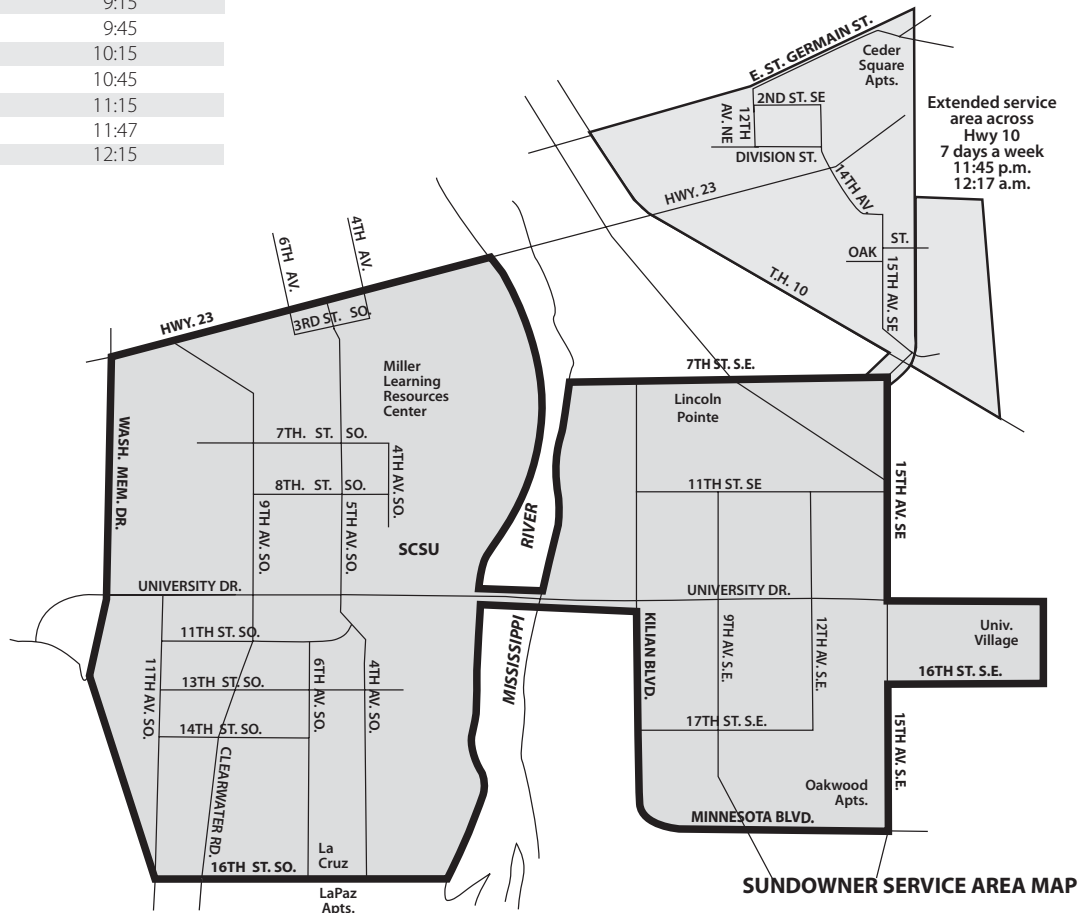 9:15
9:45
10:15
10:45
11:15
11:47
12:15
E. ST. GERMAIN ST.
Ceder
Square
Apts.
2ND ST. SE
12TH
AV. NE
DIVISION ST.
Extended service
area across
Hwy 10
7 days a week
11:45 p.m.
12:17 a.m.
14TH AV.
HWY. 23
OAK
ST.
15TH AV. SE
T.H. 10
6TH AV.
4TH AV.
HWY. 23
3RD ST. SO.
Miller
Learning
Resources
Center
7TH ST. S.E.
Lincoln
Pointe
WASH. MEM. DR.
7TH. ST. SO.
4TH AV. SO.
8TH. ST. SO.
9TH AV. SO.
5TH AV. SO.
SCSU
RIVER
11TH ST. SE
15TH AV. SE
UNIVERSITY DR.
UNIVERSITY DR.
11TH ST. SO.
11TH AV. SO.
13TH ST. SO.
6TH AV. SO.
4TH AV. SO.
14TH ST. SO.
CLEARWATER RD.
MISSISSIPPI
KILIAN BLVD.
9TH AV. S.E.
12TH AV. S.E.
Univ.
Village
16TH ST. S.E.
17TH ST. S.E.
15TH AV. S.E.
Oakwood
Apts.
MINNESOTA BLVD.
La
Cruz
16TH ST. SO.
LaPaz
Apts.
SUNDOWNER SERVICE AREA MAP